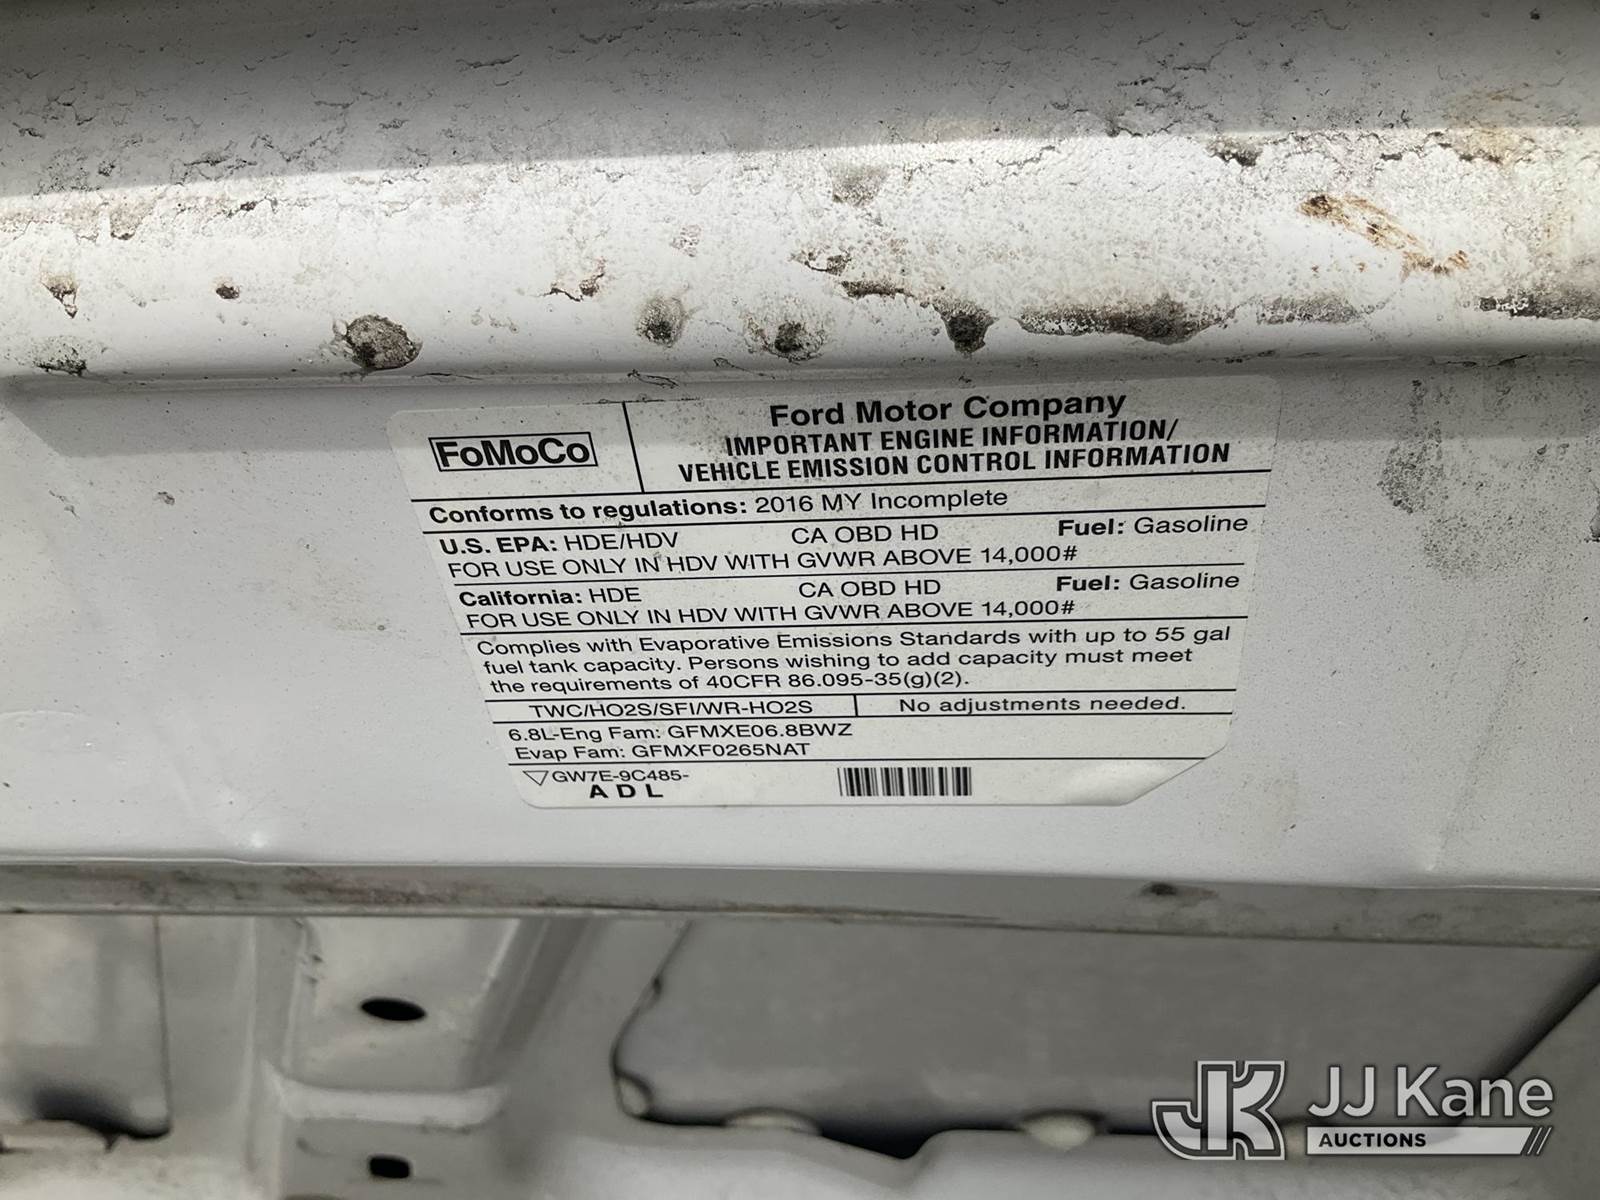 FoMoCo
Ford Motor Company
IMPORTANT ENGINE INFORMATION/
VEHICLE EMISSION CONTROL INFORMATION
Conforms to regulations: 2016 MY Incomplete
U.S. EPA: HDE/HDV CA OBD HD Fuel: Gasoline
FOR USE ONLY IN HDV WITH GVWR ABOVE 14,000#
California: HDE CA OBD HD Fuel: Gasoline
FOR USE ONLY IN HDV WITH GVWR ABOVE 14,000#
Complies with Evaporative Emissions Standards with up to 55 gal
fuel tank capacity. Persons wishing to add capacity must meet
the requirements of 40CFR 86.095-35(g)(2).
TWC/HO2S/SFI/WR-HO2S No adjustments needed.
6.8L-Eng Fam: GFMXE06.8BWZ
Evap Fam: GFMXF0265NAT
GW7E-9C485-
A D L
JK JJ Kane
AUCTIONS